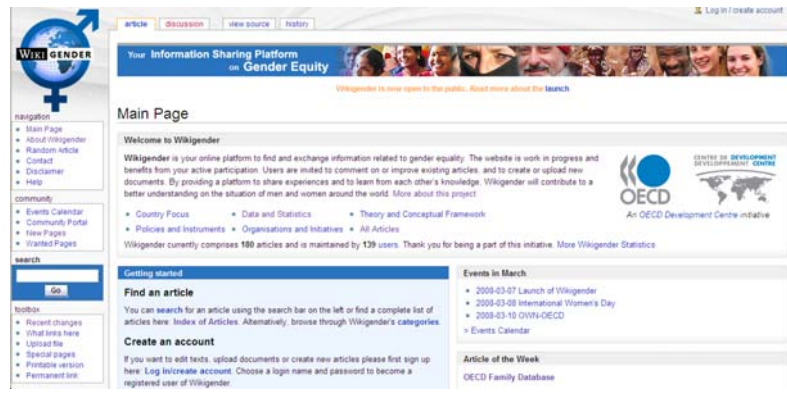 Log in / create account
article discussion view source history
WIKI GENDER
Your Information Sharing Platform
on Gender Equity
Wikigender is now open to the public. Read more about the launch
Main Page
navigation
Main Page
About Wikigender
Random Article
Contact
Disclaimer
Help
community
Events Calendar
Community Portal
New Pages
Wanted Pages
search
Go
toolbox
Recent changes
What links here
Upload file
Special pages
Printable version
Permanent link
Welcome to Wikigender
Wikigender is your online platform to find and exchange information related to gender equality. The website is work in progress and
benefits from your active participation. Users are invited to comment on or improve existing articles, and to create or upload new
documents. By providing a platform to share experiences and to learn from each other's knowledge, Wikigender will contribute to a
better understanding on the situation of men and women around the world. More about this project
Country Focus Data and Statistics Theory and Conceptual Framework
Policies and Instruments Organisations and Initiatives All Articles
Wikigender currently comprises 180 articles and is maintained by 139 users. Thank you for being a part of this initiative. More Wikigender Statistics
OECD
CENTRE DE DEVELOPMENT
DEVELOPPEMENT CENTRE
An OECD Development Centre initiative
Getting started
Find an article
You can search for an article using the search bar on the left or find a complete list of
articles here: Index of Articles. Alternatively, browse through Wikigender's categories.
Create an account
If you want to edit texts, upload documents or create new articles please first sign up
here: Log in/create account. Choose a login name and password to become a
registered user of Wikigender.
Events in March
2008-03-07 Launch of Wikigender
2008-03-08 International Women's Day
2008-03-10 OWN-OECD
> Events Calendar
Article of the Week
OECD Family Database